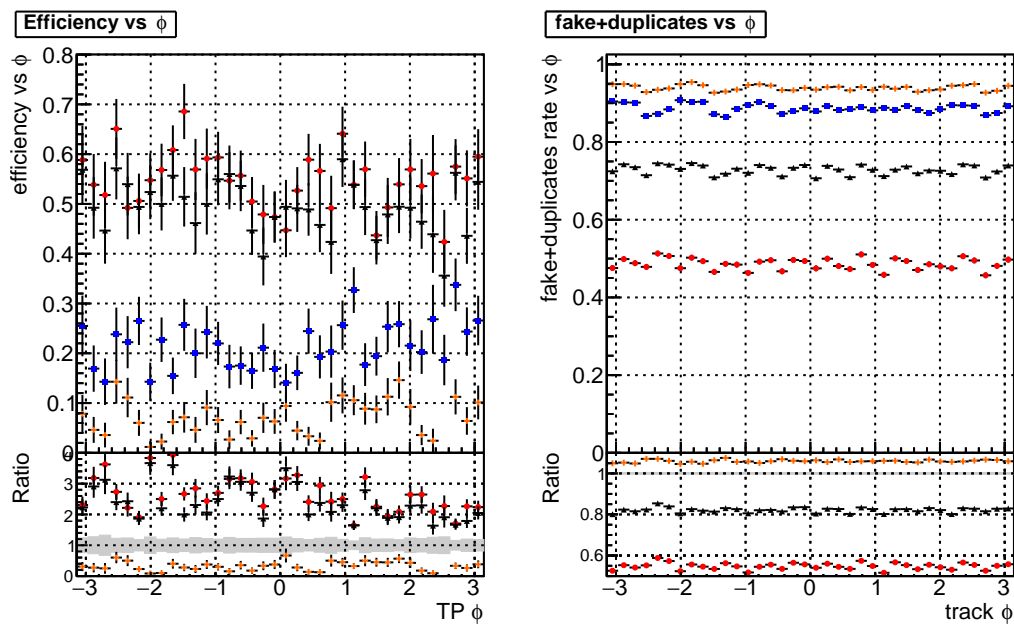 Efficiency vs ϕ
efficiency vs ϕ
0.8
0.7
0.6
0.5
0.4
0.3
0.2
0.1
0
Ratio
3
2
1
0
−3 −2 −1 0 1 2 3
TP ϕ
fake+duplicates vs ϕ
fake+duplicates rate vs ϕ
1
0.8
0.6
0.4
0.2
0
Ratio
1
0.8
0.6
−3 −2 −1 0 1 2 3
track ϕ